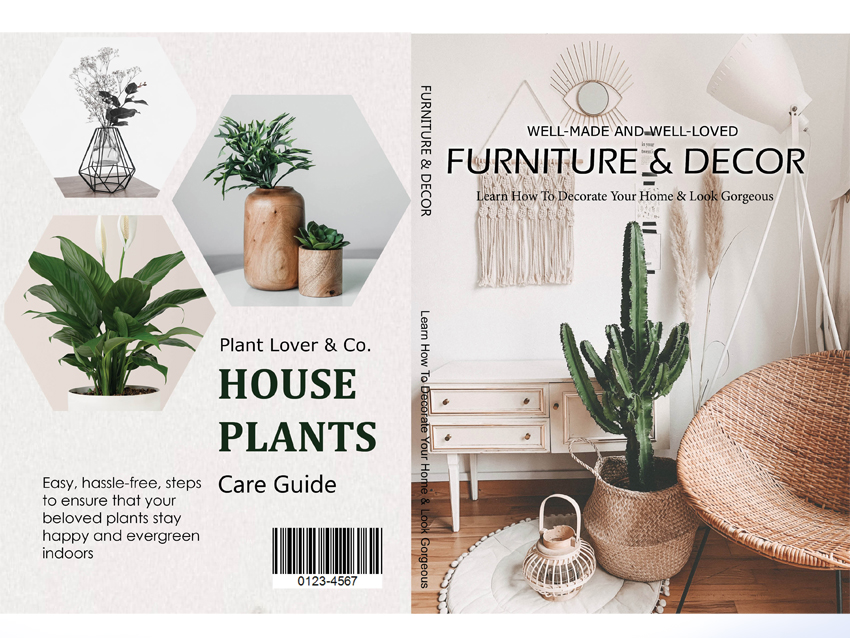 Plant Lover & Co.
HOUSE
PLANTS
Care Guide
Easy, hassle-free, steps
to ensure that your
beloved plants stay
happy and evergreen
indoors
0123-4567
FURNITURE & DECOR
Learn How To Decorate Your Home & Look Gorgeous
WELL-MADE AND WELL-LOVED
FURNITURE & DECOR
Learn How To Decorate Your Home & Look Gorgeous